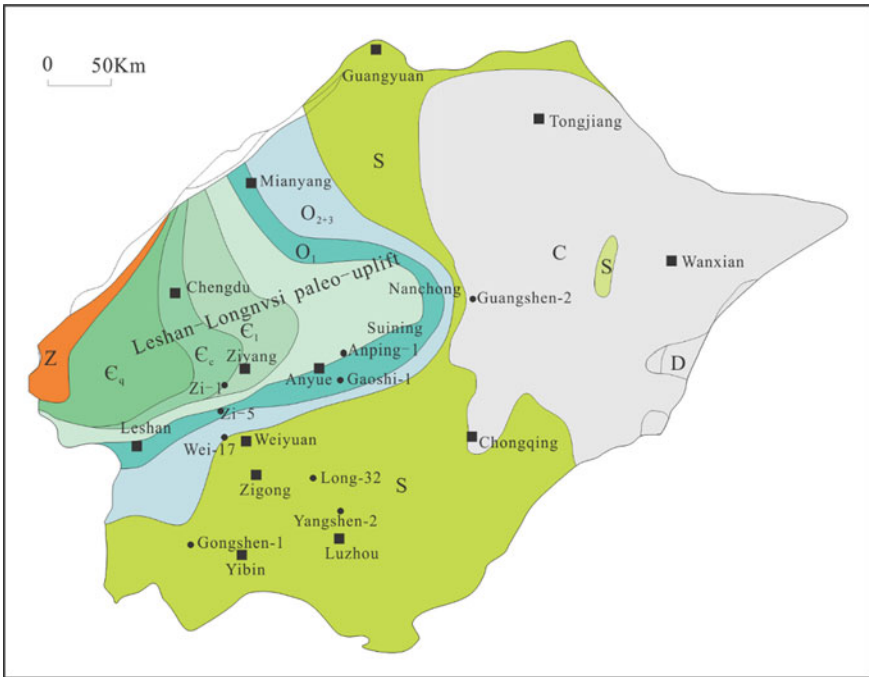 0 50Km
Guangyuan
Tongjiang
S
Mianyang
O₂₊₃
O₁
C
S
Wanxian
Chengdu
Nanchong
Guangshen-2
Leshan-Longnvsi paleo-uplift
Suining
Є₁
Anping-1
Z
Є꜀
Ziyang
D
Є_q
Zi-1
Anyue
Gaoshi-1
Zi-5
Leshan
Wei-17
Weiyuan
Chongqing
Zigong
Long-32
S
Yangshen-2
Gongshen-1
Luzhou
Yibin